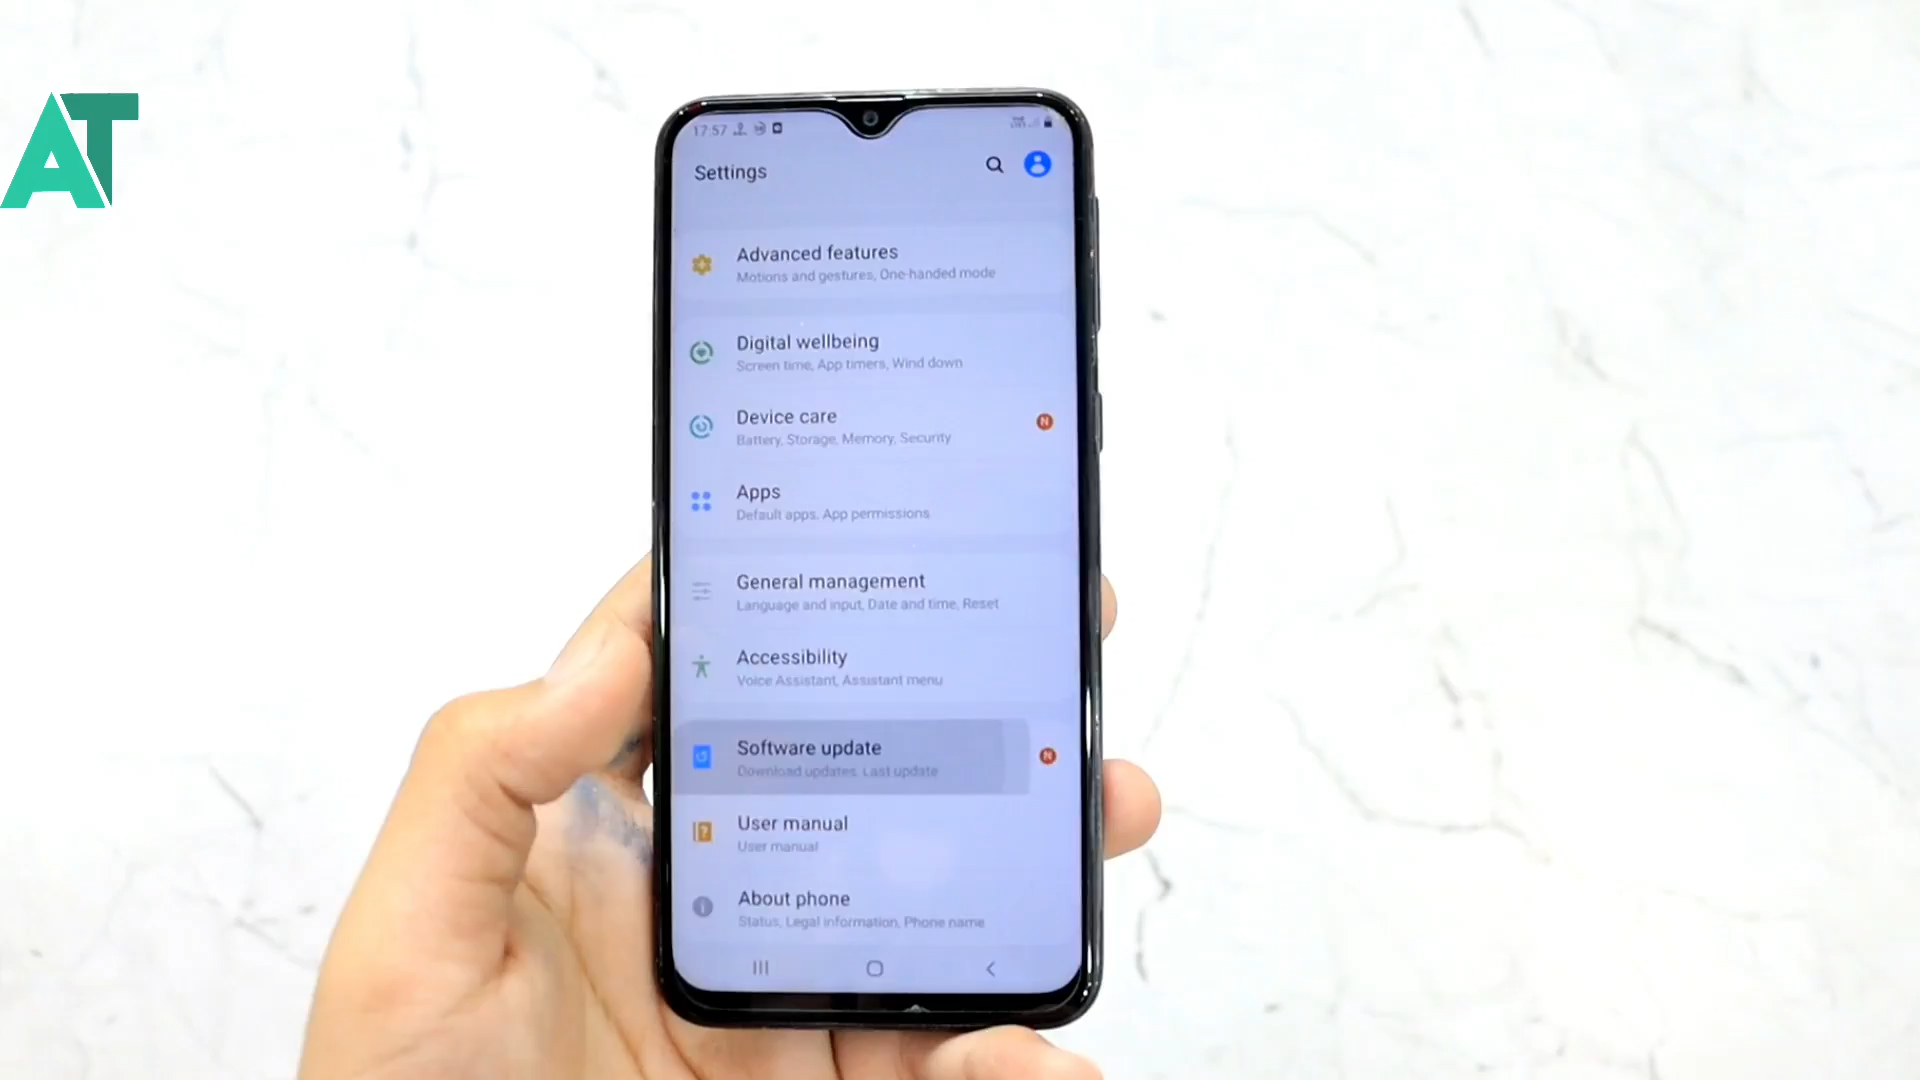 AT
17:57
Settings
Advanced features
Motions and gestures, One-handed mode
Digital wellbeing
Screen time, App timers, Wind down
Device care
N
Battery, Storage, Memory, Security
Apps
Default apps, App permissions
General management
Language and input, Date and time, Reset
Accessibility
Voice Assistant, Assistant menu
Software update
N
Download updates, Last update
User manual
User manual
About phone
Status, Legal information, Phone name